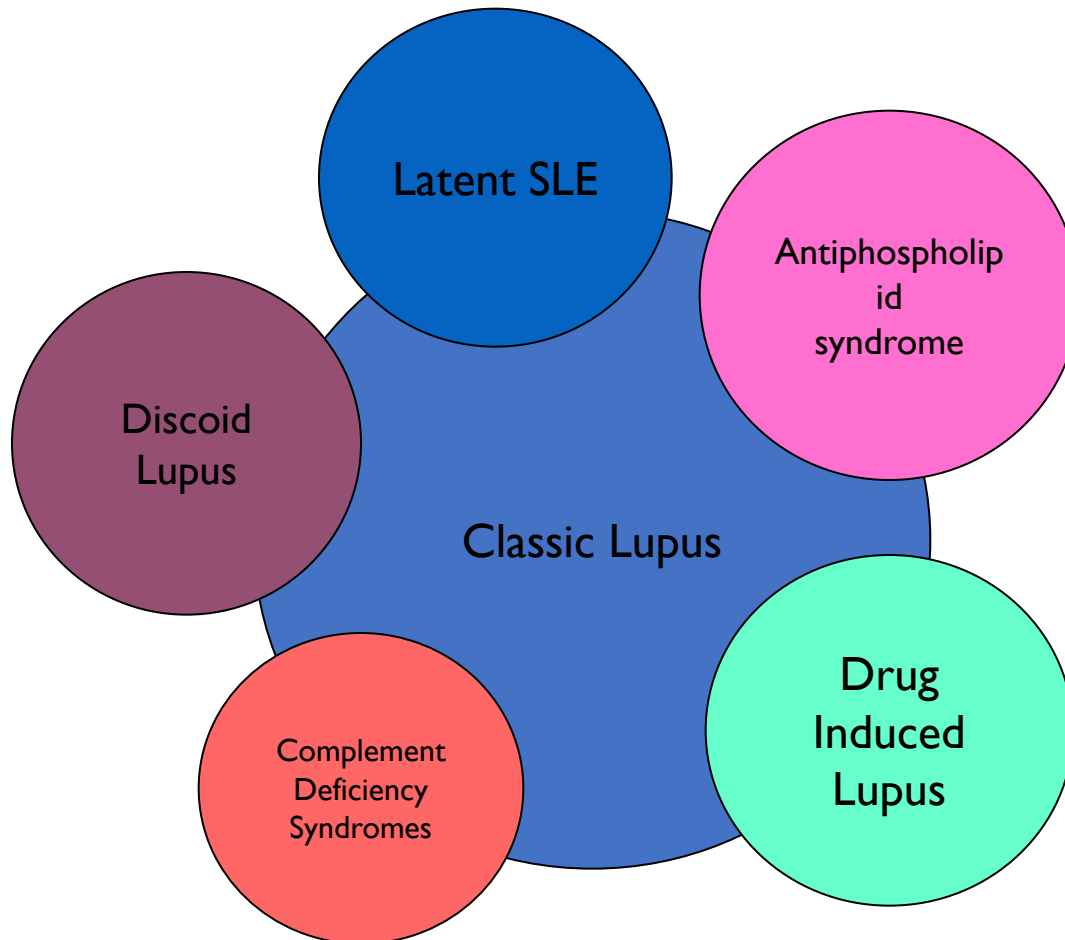 Latent SLE
Antiphospholip
id
syndrome
Discoid
Lupus
Classic Lupus
Drug
Induced
Lupus
Complement
Deficiency
Syndromes